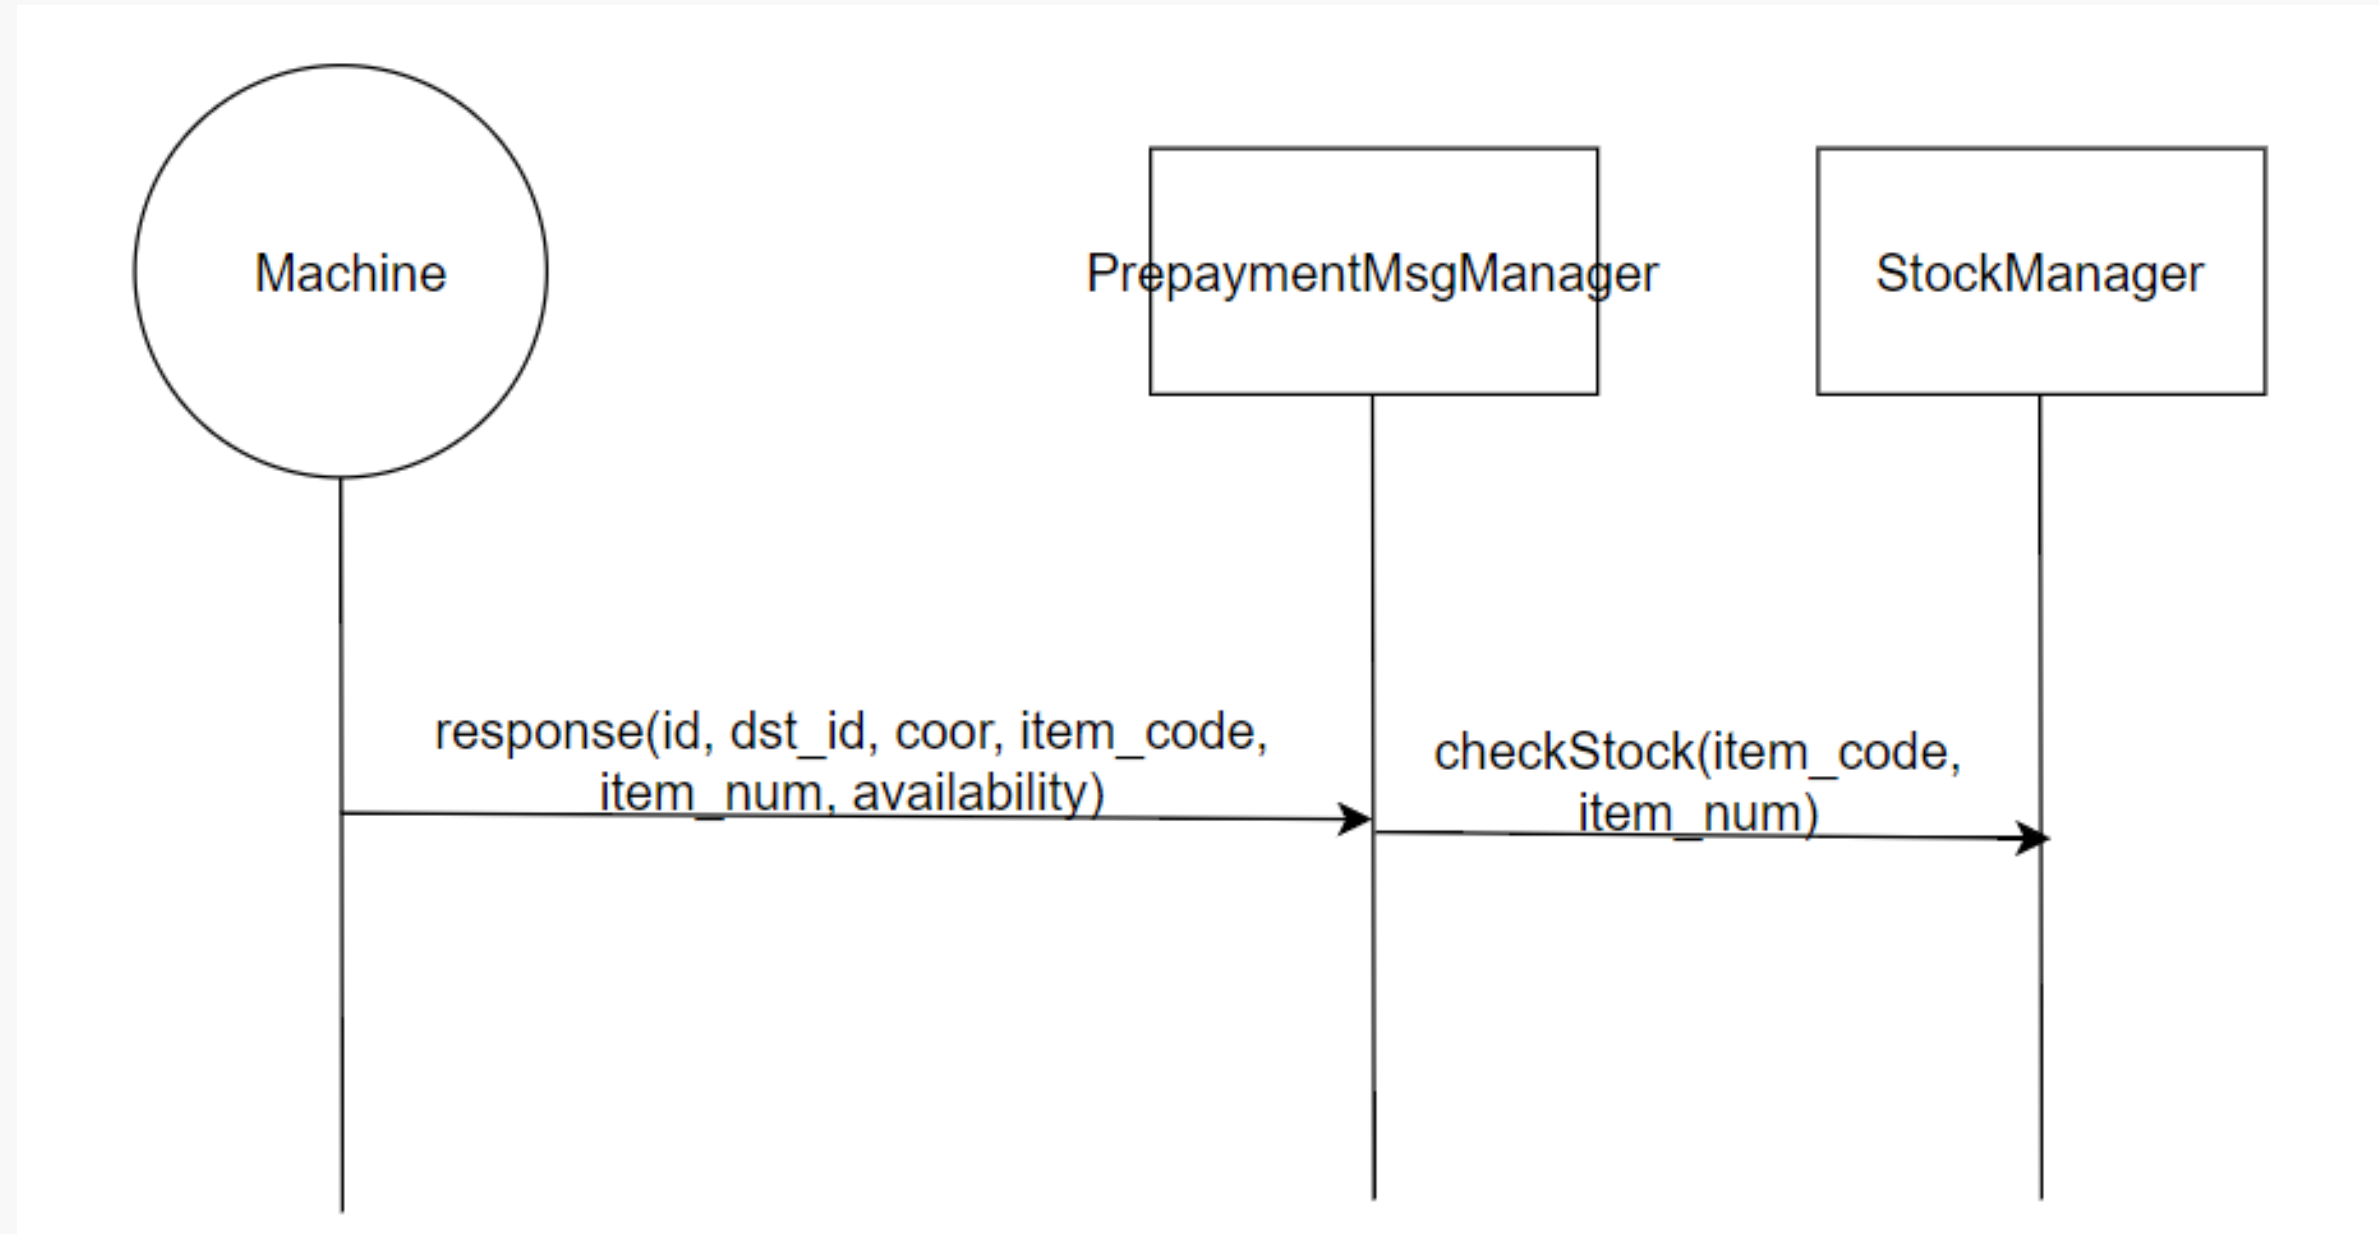 Machine
PrepaymentMsgManager
StockManager
response(id, dst_id, coor, item_code,
item_num, availability)
checkStock(item_code,
item_num)